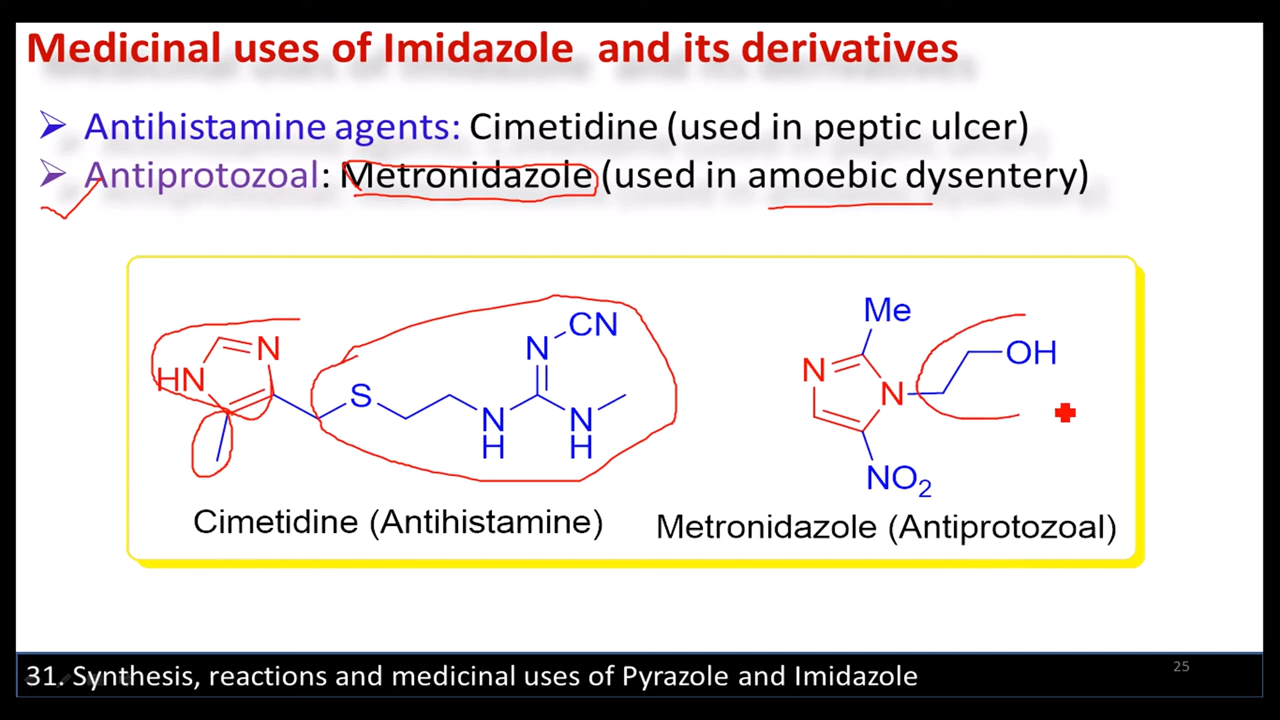 Medicinal uses of Imidazole and its derivatives
➢ Antihistamine agents: Cimetidine (used in peptic ulcer)
➢ Antiprotozoal: Metronidazole (used in amoebic dysentery)
CN
N
N
HN
S
N
H
N
H
Me
N
OH
N
NO2
Cimetidine (Antihistamine)
Metronidazole (Antiprotozoal)
25
31. Synthesis, reactions and medicinal uses of Pyrazole and Imidazole